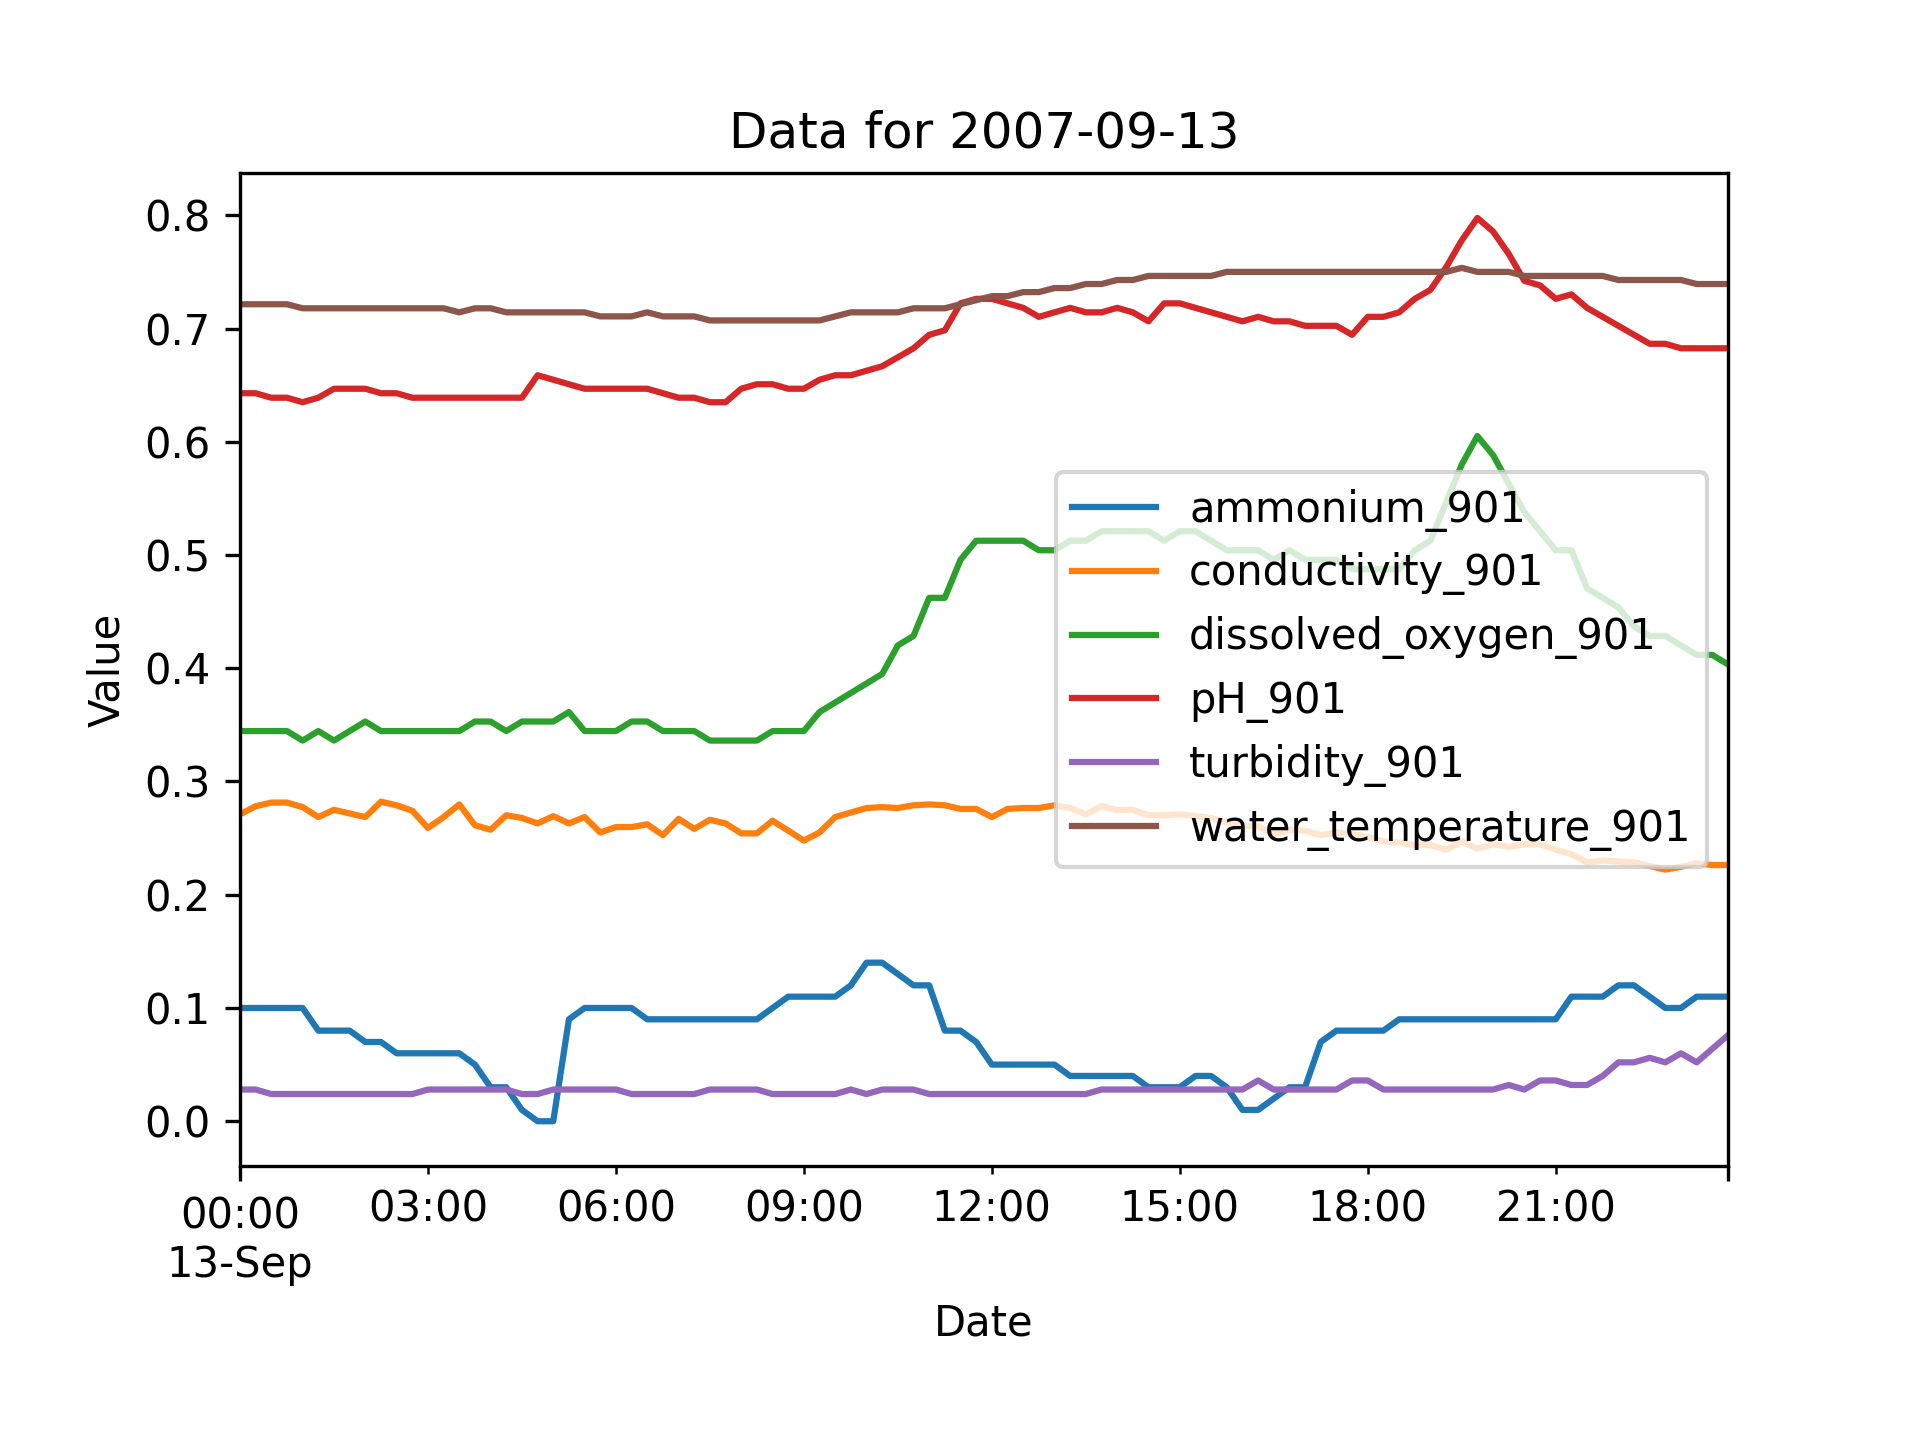 Data for 2007-09-13
Value
0.8
0.7
0.6
0.5
0.4
0.3
0.2
0.1
0.0
ammonium_901
conductivity_901
dissolved_oxygen_901
pH_901
turbidity_901
water_temperature_901
00:00 03:00 06:00 09:00 12:00 15:00 18:00 21:00
13-Sep
Date